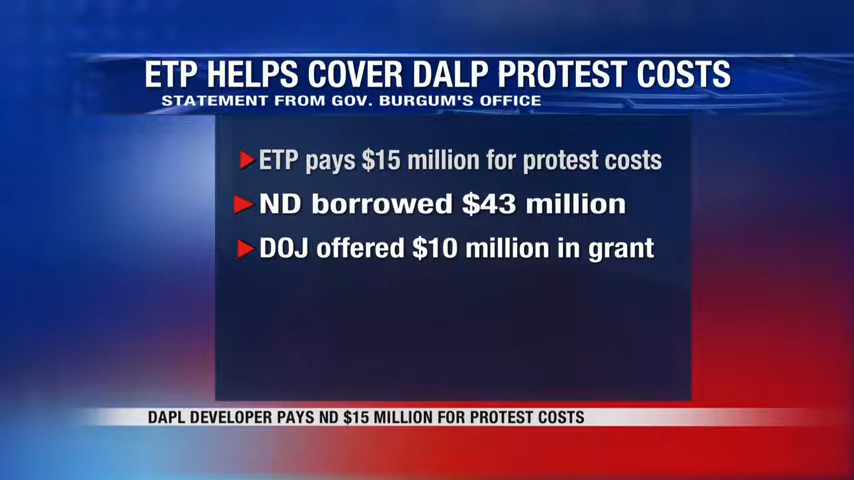 ETP HELPS COVER DALP PROTEST COSTS
STATEMENT FROM GOV. BURGUM'S OFFICE
ETP pays $15 million for protest costs
ND borrowed $43 million
DOJ offered $10 million in grant
DAPL DEVELOPER PAYS ND $15 MILLION FOR PROTEST COSTS